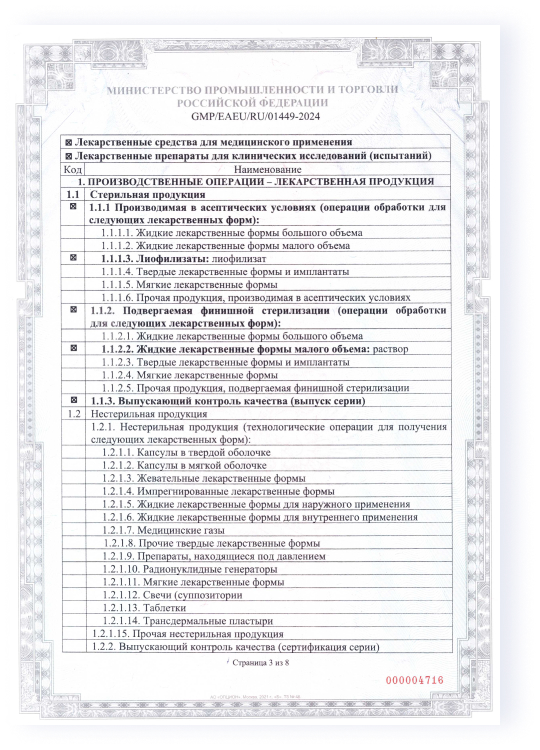 МИНИСТЕРСТВО ПРОМЫШЛЕННОСТИ И ТОРГОВЛИ
РОССИЙСКОЙ ФЕДЕРАЦИИ
GMP/EAEU/RU/01449-2024
☒ Лекарственные средства для медицинского применения
☒ Лекарственные препараты для клинических исследований (испытаний)
Код Наименование
1. ПРОИЗВОДСТВЕННЫЕ ОПЕРАЦИИ – ЛЕКАРСТВЕННАЯ ПРОДУКЦИЯ
1.1 Стерильная продукция
☒ 1.1.1 Производимая в асептических условиях (операции обработки для
следующих лекарственных форм):
1.1.1.1. Жидкие лекарственные формы большого объема
1.1.1.2. Жидкие лекарственные формы малого объема
☒ 1.1.1.3. Лиофилизаты: лиофилизат
1.1.1.4. Твердые лекарственные формы и имплантаты
1.1.1.5. Мягкие лекарственные формы
1.1.1.6. Прочая продукция, производимая в асептических условиях
☒ 1.1.2. Подвергаемая финишной стерилизации (операции обработки
для следующих лекарственных форм):
1.1.2.1. Жидкие лекарственные формы большого объема
☒ 1.1.2.2. Жидкие лекарственные формы малого объема: раствор
1.1.2.3. Твердые лекарственные формы и имплантаты
1.1.2.4. Мягкие лекарственные формы
1.1.2.5. Прочая продукция, подвергаемая финишной стерилизации
☒ 1.1.3. Выпускающий контроль качества (выпуск серии)
1.2 Нестерильная продукция
1.2.1. Нестерильная продукция (технологические операции для получения
следующих лекарственных форм):
1.2.1.1. Капсулы в твердой оболочке
1.2.1.2. Капсулы в мягкой оболочке
1.2.1.3. Жевательные лекарственные формы
1.2.1.4. Импрегнированные лекарственные формы
1.2.1.5. Жидкие лекарственные формы для наружного применения
1.2.1.6. Жидкие лекарственные формы для внутреннего применения
1.2.1.7. Медицинские газы
1.2.1.8. Прочие твердые лекарственные формы
1.2.1.9. Препараты, находящиеся под давлением
1.2.1.10. Радионуклидные генераторы
1.2.1.11. Мягкие лекарственные формы
1.2.1.12. Свечи (суппозитории
1.2.1.13. Таблетки
1.2.1.14. Трансдермальные пластыри
1.2.1.15. Прочая нестерильная продукция
1.2.2. Выпускающий контроль качества (сертификация серии)
Страница 3 из 8
000004716